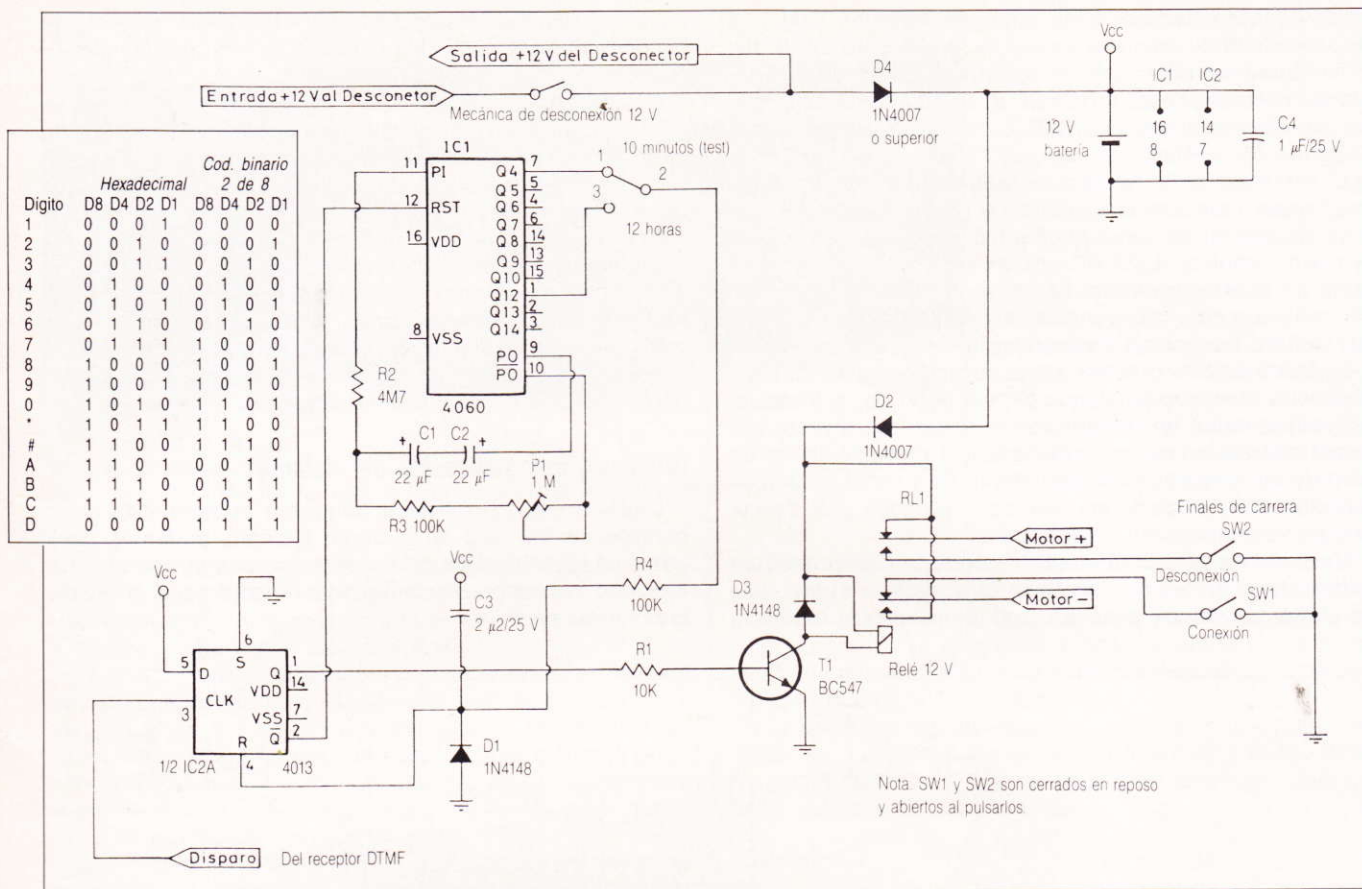 Vcc
Salida +12 V del Desconector
Entrada +12 V al Desconetor
Mecánica de desconexión 12 V
D4
1N4007
o superior
12 V
batería
IC1 IC2
16 14
8 7
C4
1 µF/25 V
Hexadecimal
Cod. binario
2 de 8
Digito D8 D4 D2 D1 D8 D4 D2 D1
1 0 0 0 1 0 0 0 0
2 0 0 1 0 0 0 0 1
3 0 0 1 1 0 0 1 0
4 0 1 0 0 0 1 0 0
5 0 1 0 1 0 1 0 1
6 0 1 1 0 0 1 1 0
7 0 1 1 1 1 0 0 0
8 1 0 0 0 1 0 0 1
9 1 0 0 1 1 0 1 0
0 1 0 1 0 1 1 0 1
* 1 0 1 1 1 1 0 0
# 1 1 0 0 1 1 1 0
A 1 1 0 1 0 0 1 1
B 1 1 1 0 0 1 1 1
C 1 1 1 1 1 0 1 1
D 0 0 0 0 1 1 1 1
IC1
11 PI
12 RST
16 VDD
8 VSS
Q4 7
Q5 5
Q6 4
Q7 6
Q8 14
Q9 13
Q10 15
Q12 1
Q13 2
Q14 3
PO 9
PO 10
4060
10 minutos (test)
1
2
3
12 horas
R2
4M7
+ C1 C2 +
22 µF 22 µF
P1
1 M
R3 100K
D2
1N4007
RL1
Finales de carrera
SW2
Motor +
Desconexión
Motor -
SW1
Conexión
D3
1N4148
T1
BC547
Relé 12 V
Vcc
C3
2 µ2/25 V
R4
100K
R1
10K
D1
1N4148
Vcc
6
S
5 D
CLK
3
Q 1
VDD 14
VSS 7
Q 2
R
4
1/2 IC2A 4013
Nota. SW1 y SW2 son cerrados en reposo
y abiertos al pulsarlos.
Disparo Del receptor DTMF